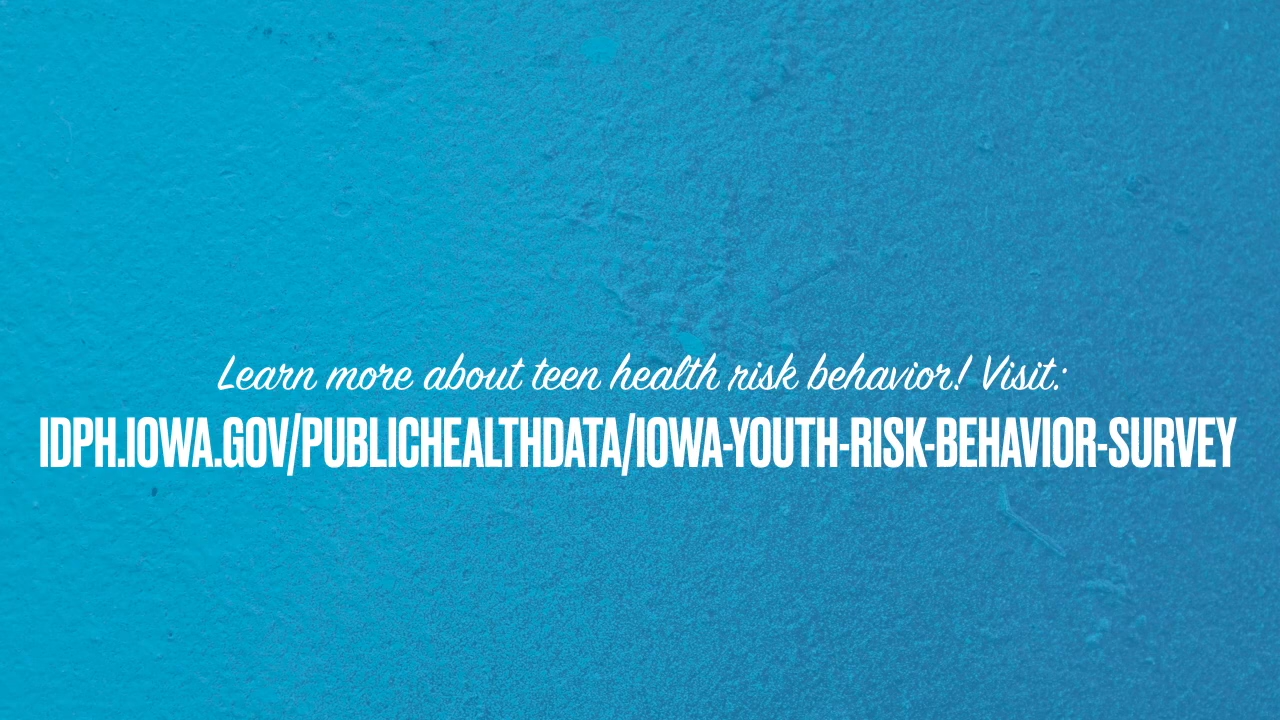 Learn more about teen health risk behavior! Visit:
IDPH.IOWA.GOV/PUBLICHEALTHDATA/IOWA-YOUTH-RISK-BEHAVIOR-SURVEY